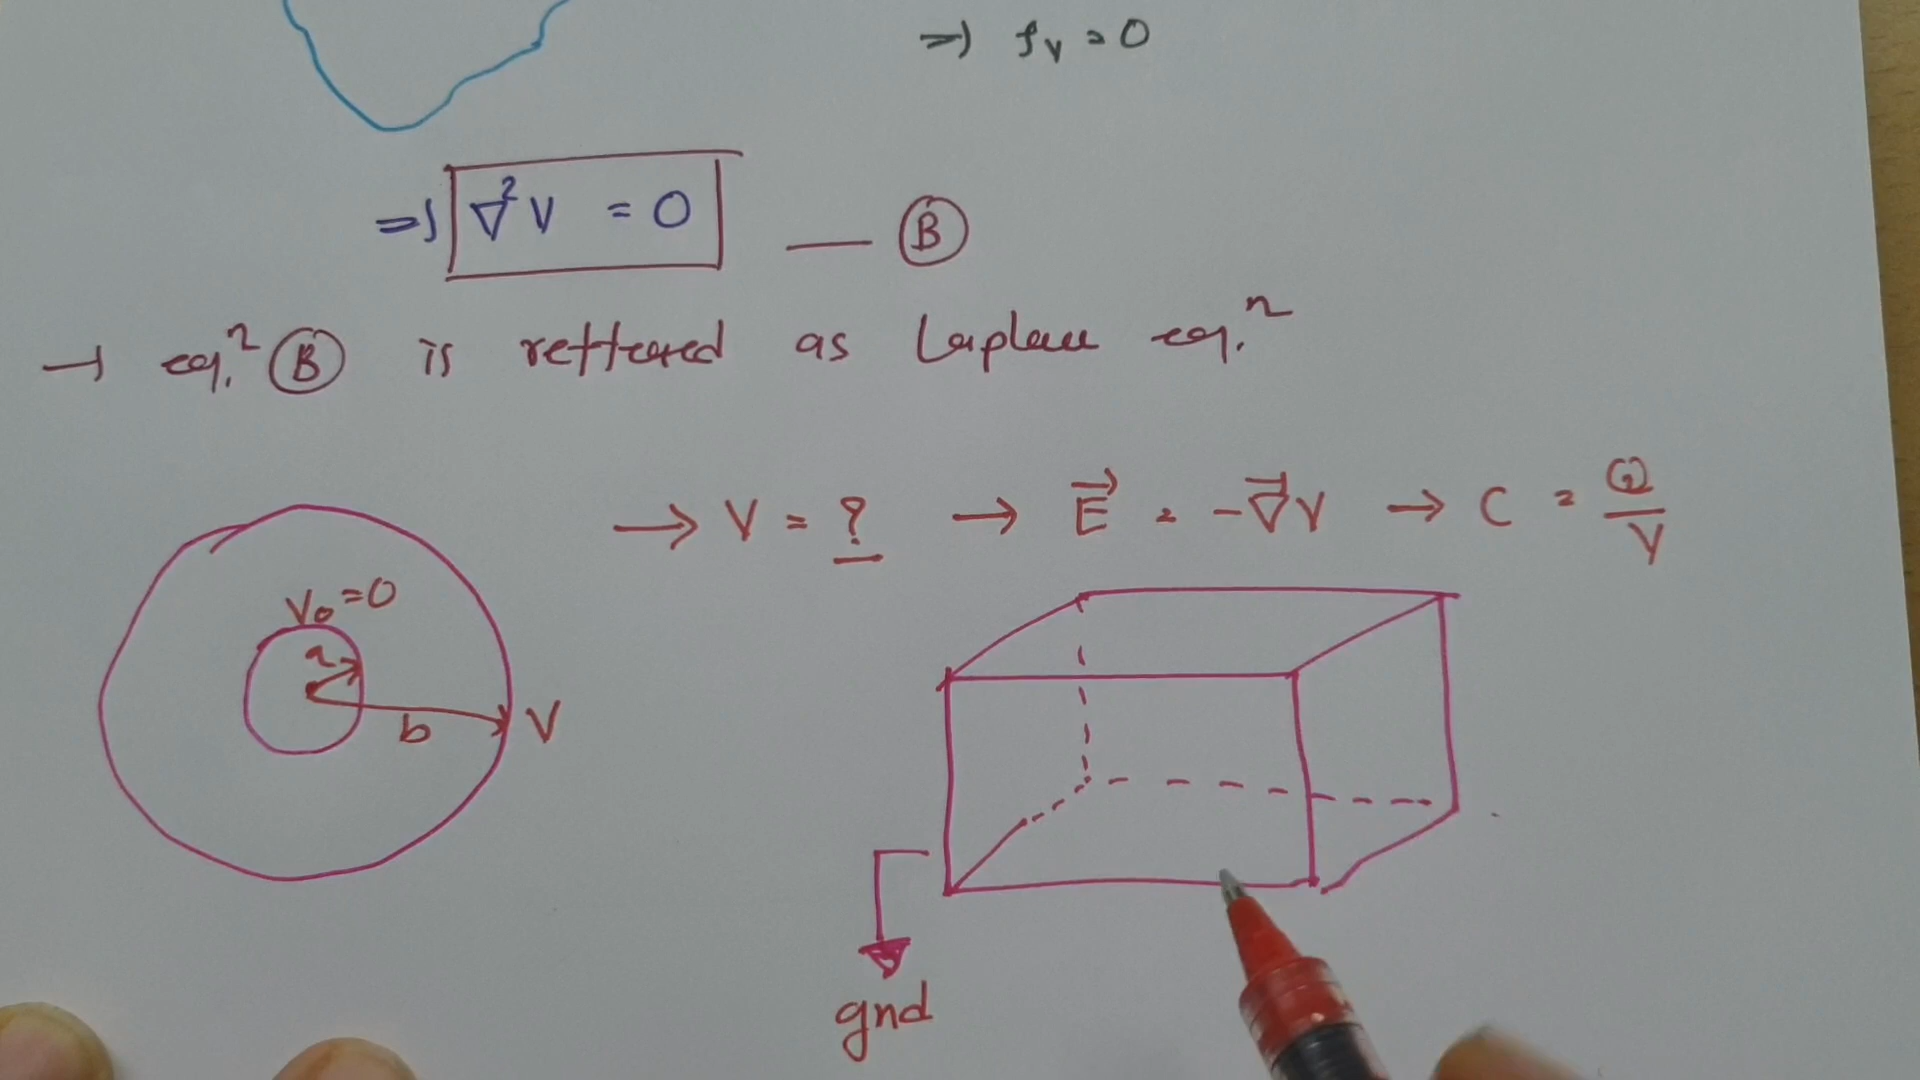 ⇒ ρv = 0
⇒ ∇²V = 0 — B
→ eq.ⁿ B is reffered as Laplace eq.ⁿ
→ V = ? → E⃗ = -∇⃗V → C = Q/V
V₀=0
a
b
V
gnd